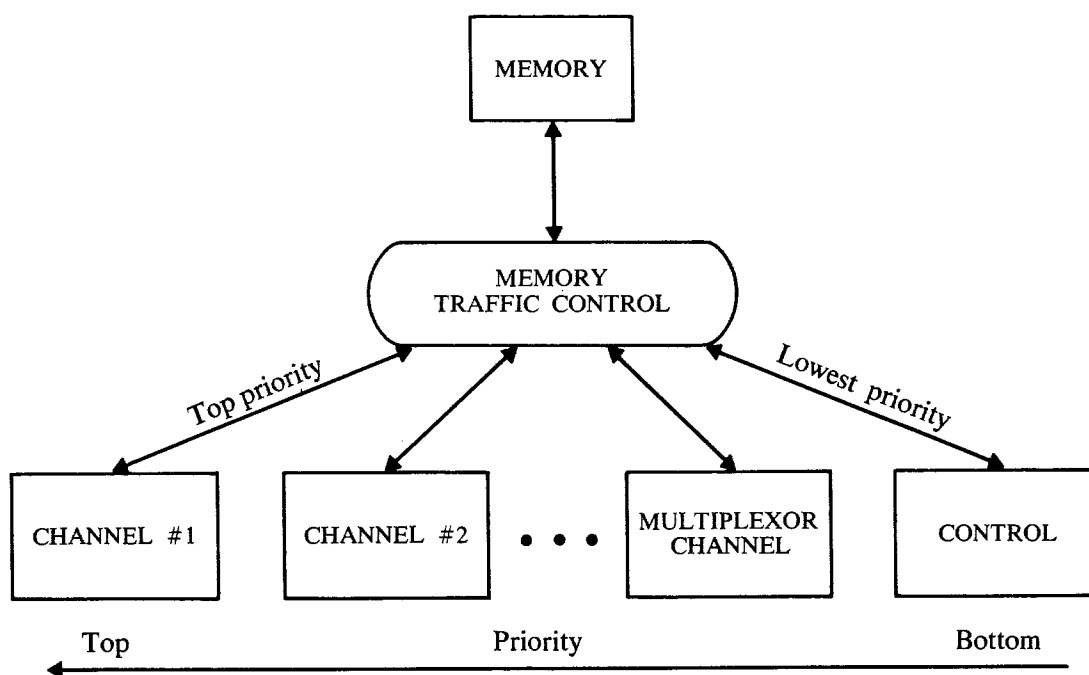 MEMORY
MEMORY
TRAFFIC CONTROL
Top priority
Lowest priority
CHANNEL #1
CHANNEL #2
• • •
MULTIPLEXOR
CHANNEL
CONTROL
Top
Priority
Bottom